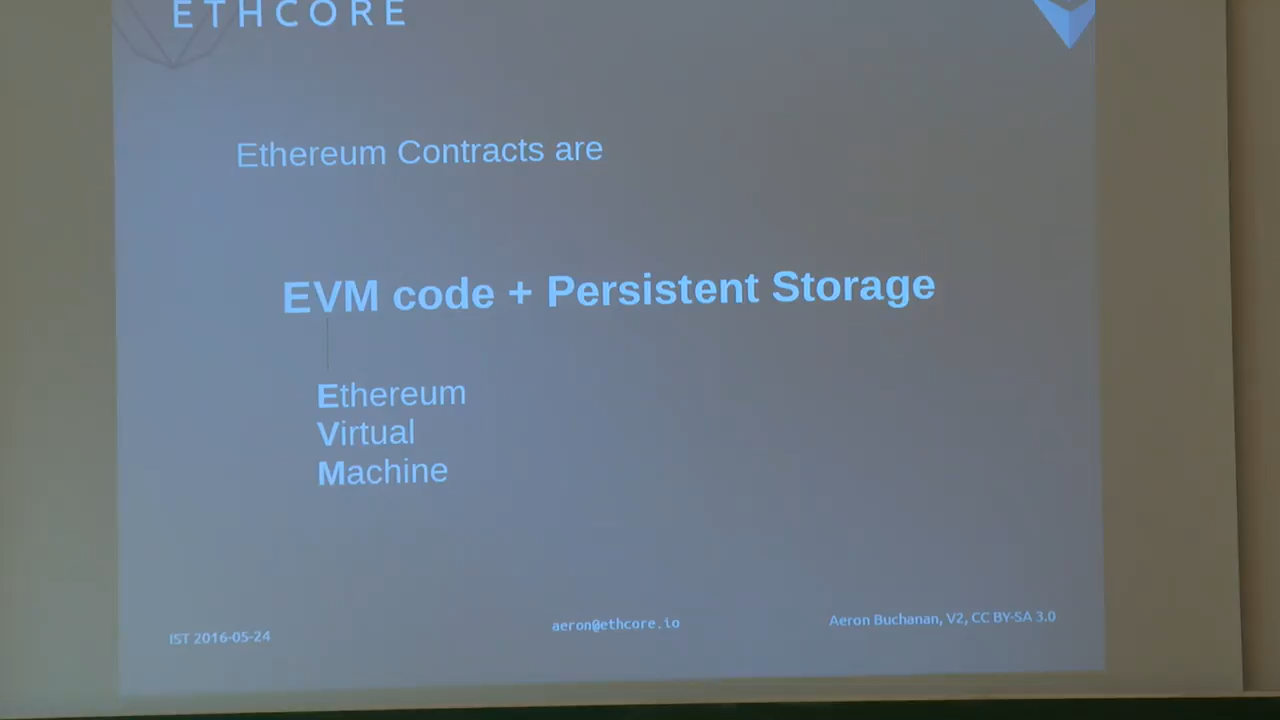 ETHCORE
Ethereum Contracts are
EVM code + Persistent Storage
Ethereum
Virtual
Machine
IST 2016-05-24
aeron@ethcore.io
Aeron Buchanan, V2, CC BY-SA 3.0